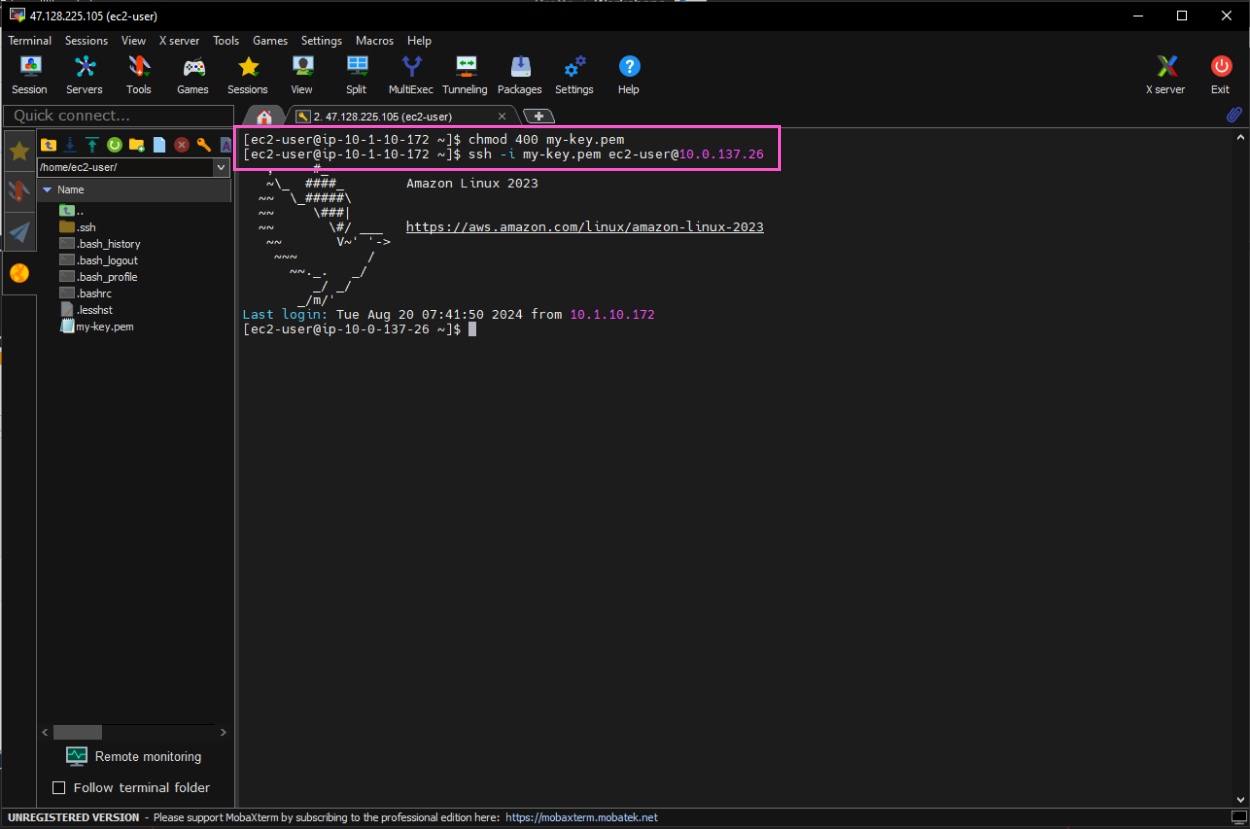 47.128.225.105 (ec2-user)
Terminal Sessions View X server Tools Games Settings Macros Help
Session Servers Tools Games Sessions View Split MultiExec Tunneling Packages Settings Help X server Exit
Quick connect...
2. 47.128.225.105 (ec2-user)
/home/ec2-user/
Name
..
.ssh
.bash_history
.bash_logout
.bash_profile
.bashrc
.lesshst
my-key.pem
[ec2-user@ip-10-1-10-172 ~]$ chmod 400 my-key.pem
[ec2-user@ip-10-1-10-172 ~]$ ssh -i my-key.pem ec2-user@10.0.137.26
,     #_
~\_  ####_        Amazon Linux 2023
~~  \_#####\
~~     \###|
~~       \#/ ___   https://aws.amazon.com/linux/amazon-linux-2023
~~       V~' '->
~~~         /
~~._.   _/
_/ _/
_/m/'
Last login: Tue Aug 20 07:41:50 2024 from 10.1.10.172
[ec2-user@ip-10-0-137-26 ~]$
Remote monitoring
Follow terminal folder
UNREGISTERED VERSION - Please support MobaXterm by subscribing to the professional edition here: https://mobaxterm.mobatek.net